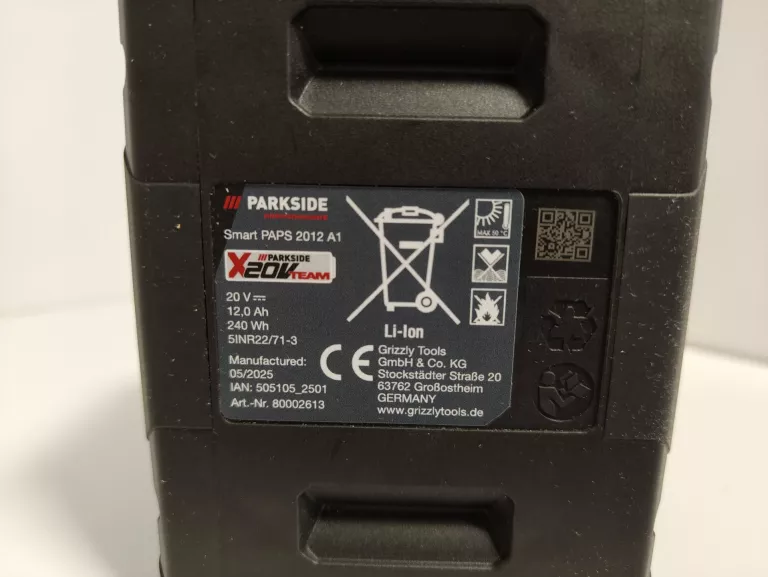 PARKSIDE
performance
Smart PAPS 2012 A1
PARKSIDE
X20V TEAM
20 V
12,0 Ah
240 Wh
5INR22/71-3
Manufactured:
05/2025
IAN: 505105_2501
Art.-Nr. 80002613
MAX 50 °C
Li-Ion
CE
Grizzly Tools
GmbH & Co. KG
Stockstädter Straße 20
63762 Großostheim
GERMANY
www.grizzlytools.de